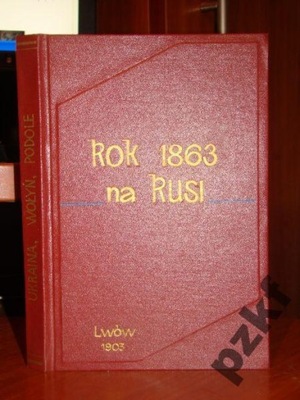 UKRAINA, WOŁYŃ, PODOLE
ROK 1863
na RUSI
LWÓW
1903
pzkf